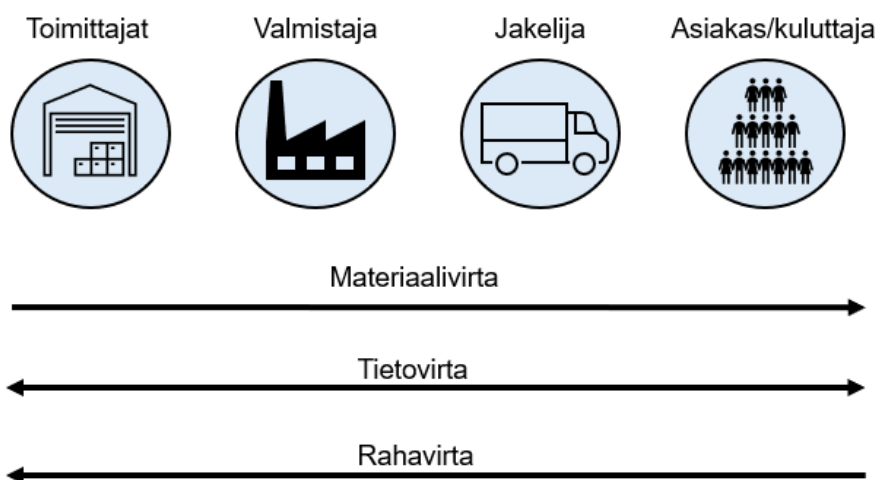 Toimittajat
Valmistaja
Jakelija
Asiakas/kuluttaja
Materiaalivirta
Tietovirta
Rahavirta